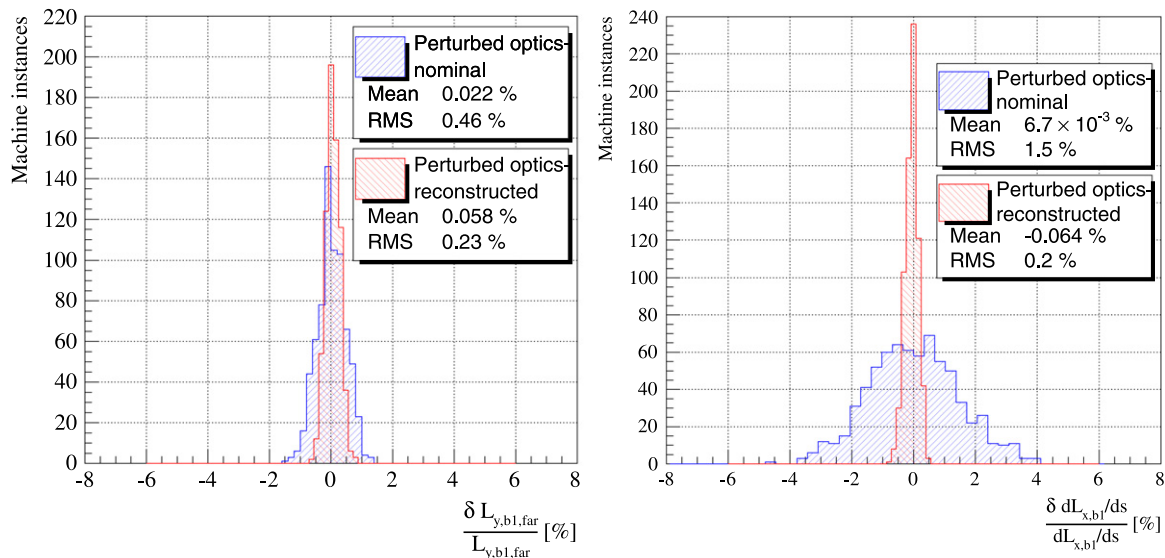 Machine instances
220
200
180
160
140
120
100
80
60
40
20
0
-8 -6 -4 -2 0 2 4 6 8
Perturbed optics-
nominal
Mean 0.022 %
RMS 0.46 %
Perturbed optics-
reconstructed
Mean 0.058 %
RMS 0.23 %
δ L_y,b1,far
L_y,b1,far [%]
Machine instances
240
220
200
180
160
140
120
100
80
60
40
20
0
-8 -6 -4 -2 0 2 4 6 8
Perturbed optics-
nominal
Mean 6.7 × 10⁻³ %
RMS 1.5 %
Perturbed optics-
reconstructed
Mean -0.064 %
RMS 0.2 %
δ dL_x,b1/ds
dL_x,b1/ds [%]